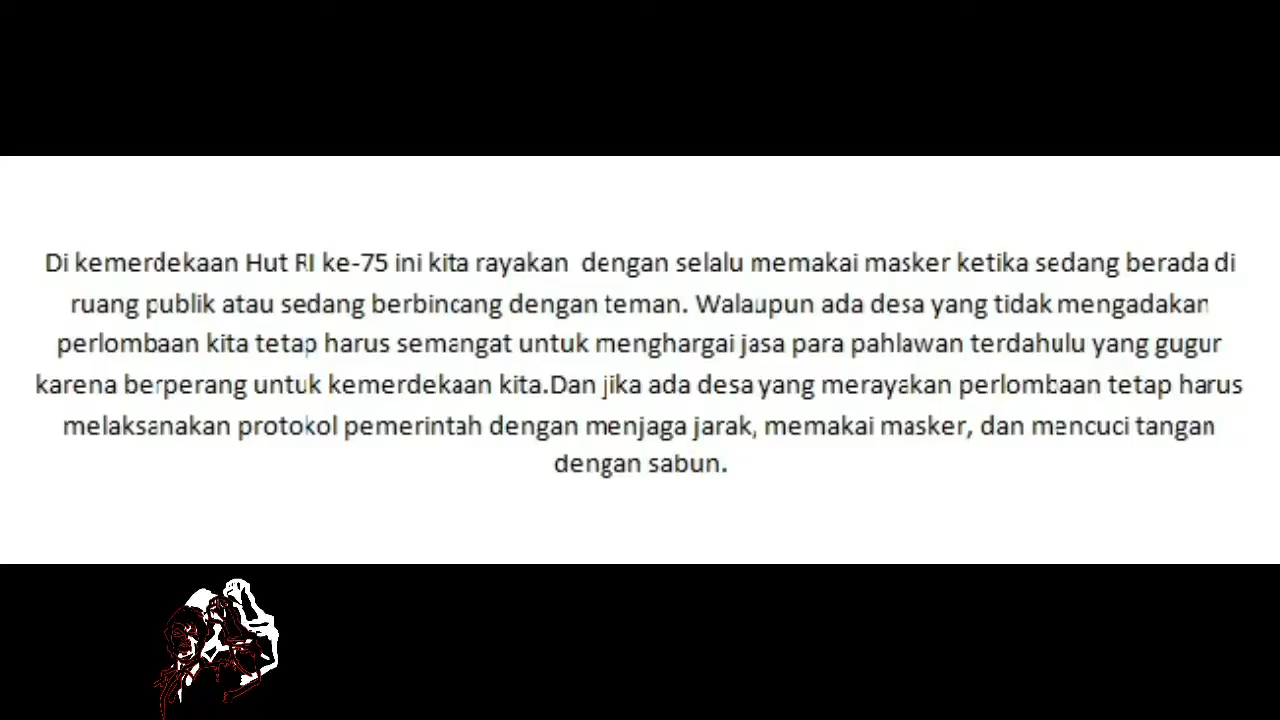 Di kemerdekaan Hut RI ke-75 ini kita rayakan dengan selalu memakai masker ketika sedang berada di
ruang publik atau sedang berbincang dengan teman. Walaupun ada desa yang tidak mengadakan
perlombaan kita tetap harus semangat untuk menghargai jasa para pahlawan terdahulu yang gugur
karena berperang untuk kemerdekaan kita.Dan jika ada desa yang merayakan perlombaan tetap harus
melaksanakan protokol pemerintah dengan menjaga jarak, memakai masker, dan mencuci tangan
dengan sabun.